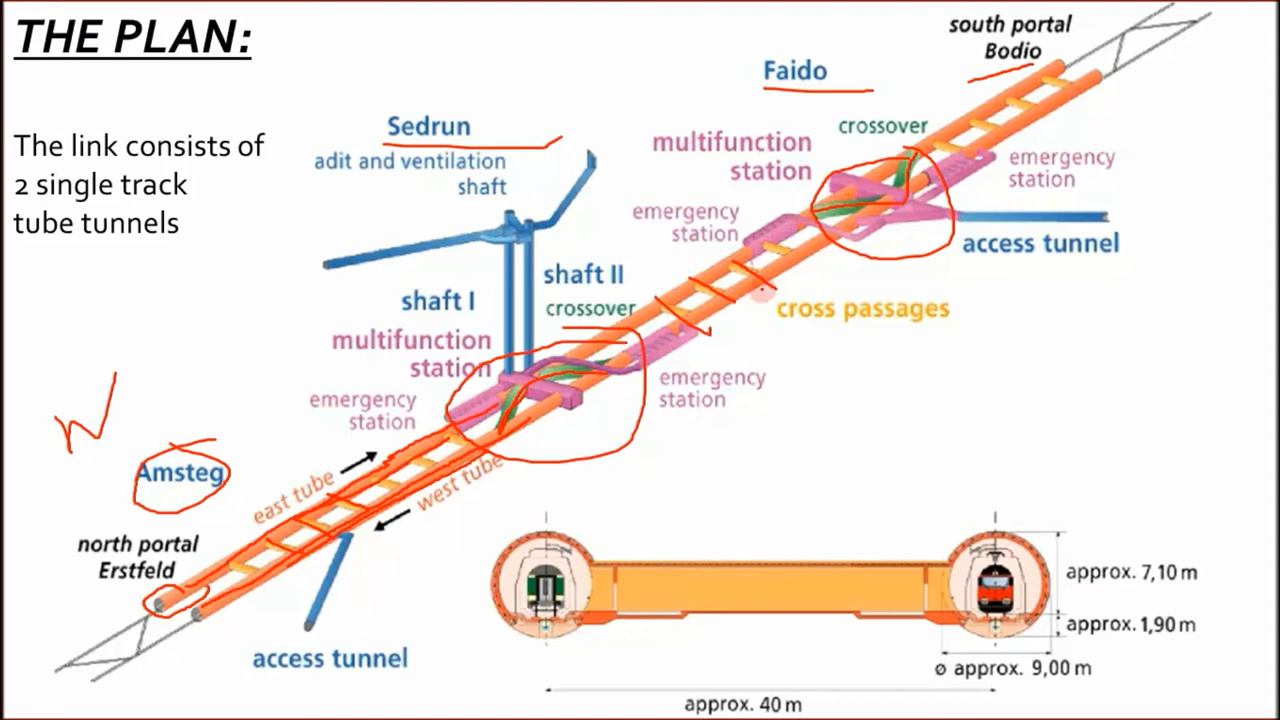 THE PLAN:
The link consists of
2 single track
tube tunnels
south portal
Bodio
Faido
Sedrun
adit and ventilation
shaft
crossover
multifunction
station
emergency
station
emergency
station
access tunnel
shaft II
shaft I
crossover
cross passages
multifunction
station
emergency
station
emergency
station
N
Amsteg
east tube
west tube
north portal
Erstfeld
access tunnel
approx. 7,10 m
approx. 1,90 m
ø approx. 9,00 m
approx. 40 m